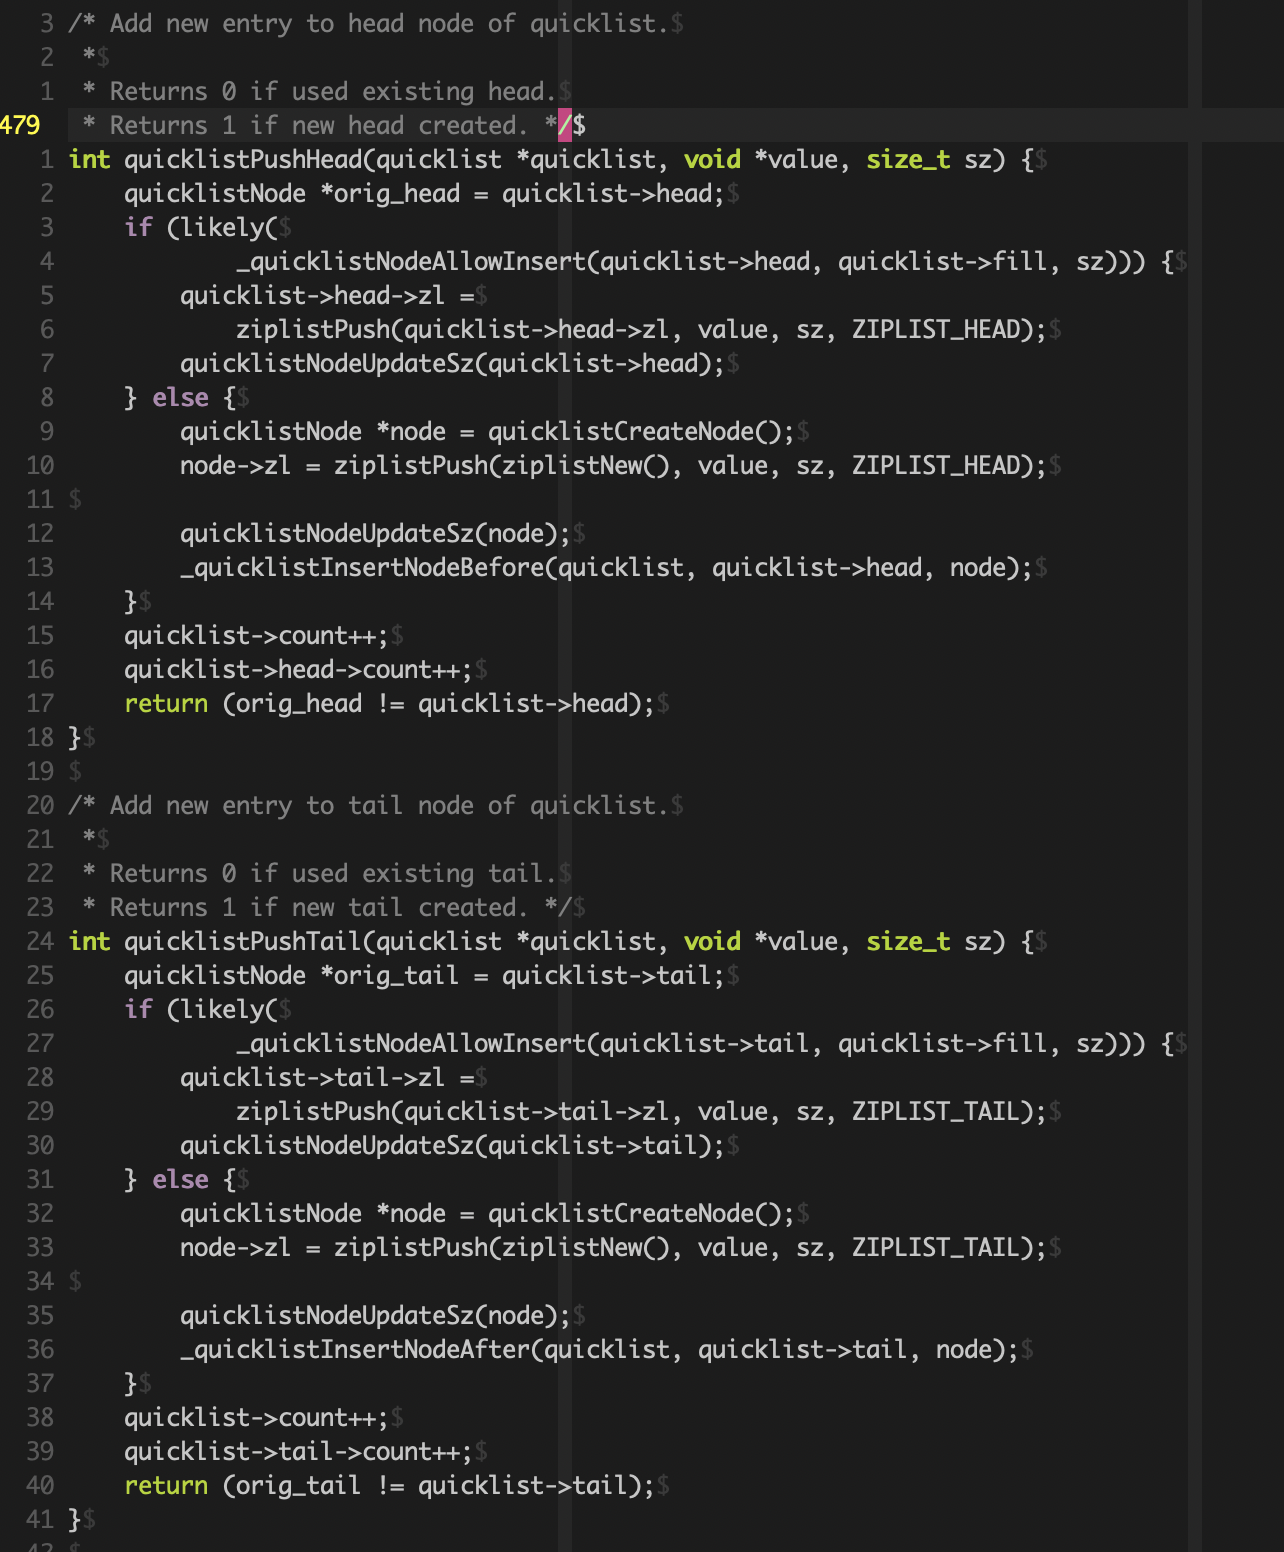 3 /* Add new entry to head node of quicklist.$
2  *$
1  * Returns 0 if used existing head.$
479  * Returns 1 if new head created. */$
1 int quicklistPushHead(quicklist *quicklist, void *value, size_t sz) {$
2     quicklistNode *orig_head = quicklist->head;$
3     if (likely($
4             _quicklistNodeAllowInsert(quicklist->head, quicklist->fill, sz))) {$
5         quicklist->head->zl =$
6             ziplistPush(quicklist->head->zl, value, sz, ZIPLIST_HEAD);$
7         quicklistNodeUpdateSz(quicklist->head);$
8     } else {$
9         quicklistNode *node = quicklistCreateNode();$
10         node->zl = ziplistPush(ziplistNew(), value, sz, ZIPLIST_HEAD);$
11 $
12         quicklistNodeUpdateSz(node);$
13         _quicklistInsertNodeBefore(quicklist, quicklist->head, node);$
14     }$
15     quicklist->count++;$
16     quicklist->head->count++;$
17     return (orig_head != quicklist->head);$
18 }$
19 $
20 /* Add new entry to tail node of quicklist.$
21  *$
22  * Returns 0 if used existing tail.$
23  * Returns 1 if new tail created. */$
24 int quicklistPushTail(quicklist *quicklist, void *value, size_t sz) {$
25     quicklistNode *orig_tail = quicklist->tail;$
26     if (likely($
27             _quicklistNodeAllowInsert(quicklist->tail, quicklist->fill, sz))) {$
28         quicklist->tail->zl =$
29             ziplistPush(quicklist->tail->zl, value, sz, ZIPLIST_TAIL);$
30         quicklistNodeUpdateSz(quicklist->tail);$
31     } else {$
32         quicklistNode *node = quicklistCreateNode();$
33         node->zl = ziplistPush(ziplistNew(), value, sz, ZIPLIST_TAIL);$
34 $
35         quicklistNodeUpdateSz(node);$
36         _quicklistInsertNodeAfter(quicklist, quicklist->tail, node);$
37     }$
38     quicklist->count++;$
39     quicklist->tail->count++;$
40     return (orig_tail != quicklist->tail);$
41 }$
42 $